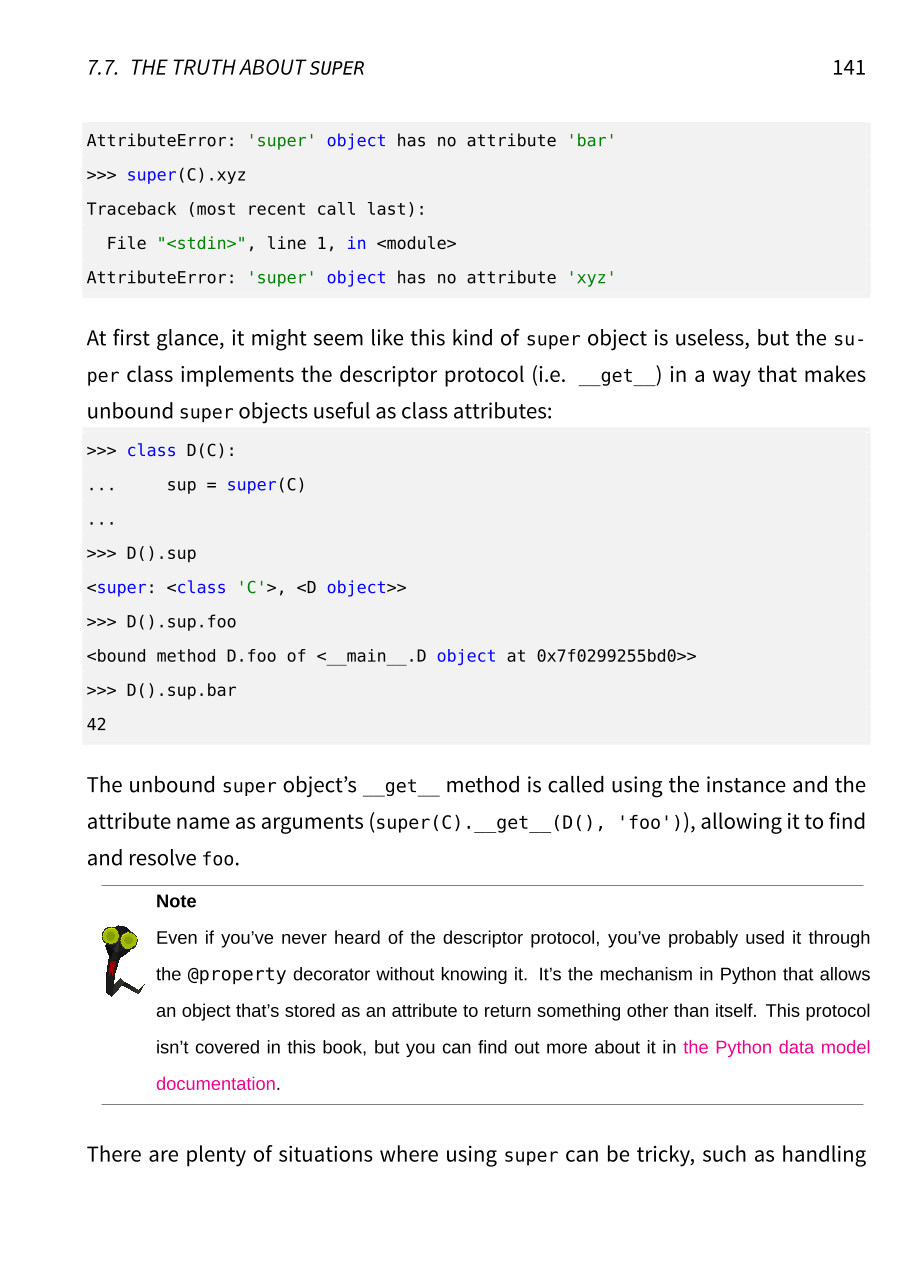 7.7. THE TRUTH ABOUT SUPER 141
AttributeError: 'super' object has no attribute 'bar'
>>> super(C).xyz
Traceback (most recent call last):
  File "<stdin>", line 1, in <module>
AttributeError: 'super' object has no attribute 'xyz'
At first glance, it might seem like this kind of super object is useless, but the su-
per class implements the descriptor protocol (i.e. __get__) in a way that makes
unbound super objects useful as class attributes:
>>> class D(C):
...     sup = super(C)
...
>>> D().sup
<super: <class 'C'>, <D object>>
>>> D().sup.foo
<bound method D.foo of <__main__.D object at 0x7f0299255bd0>>
>>> D().sup.bar
42
The unbound super object’s __get__ method is called using the instance and the
attribute name as arguments (super(C).__get__(D(), 'foo')), allowing it to find
and resolve foo.
Note
Even if you’ve never heard of the descriptor protocol, you’ve probably used it through
the @property decorator without knowing it. It’s the mechanism in Python that allows
an object that’s stored as an attribute to return something other than itself. This protocol
isn’t covered in this book, but you can find out more about it in the Python data model
documentation.
There are plenty of situations where using super can be tricky, such as handling